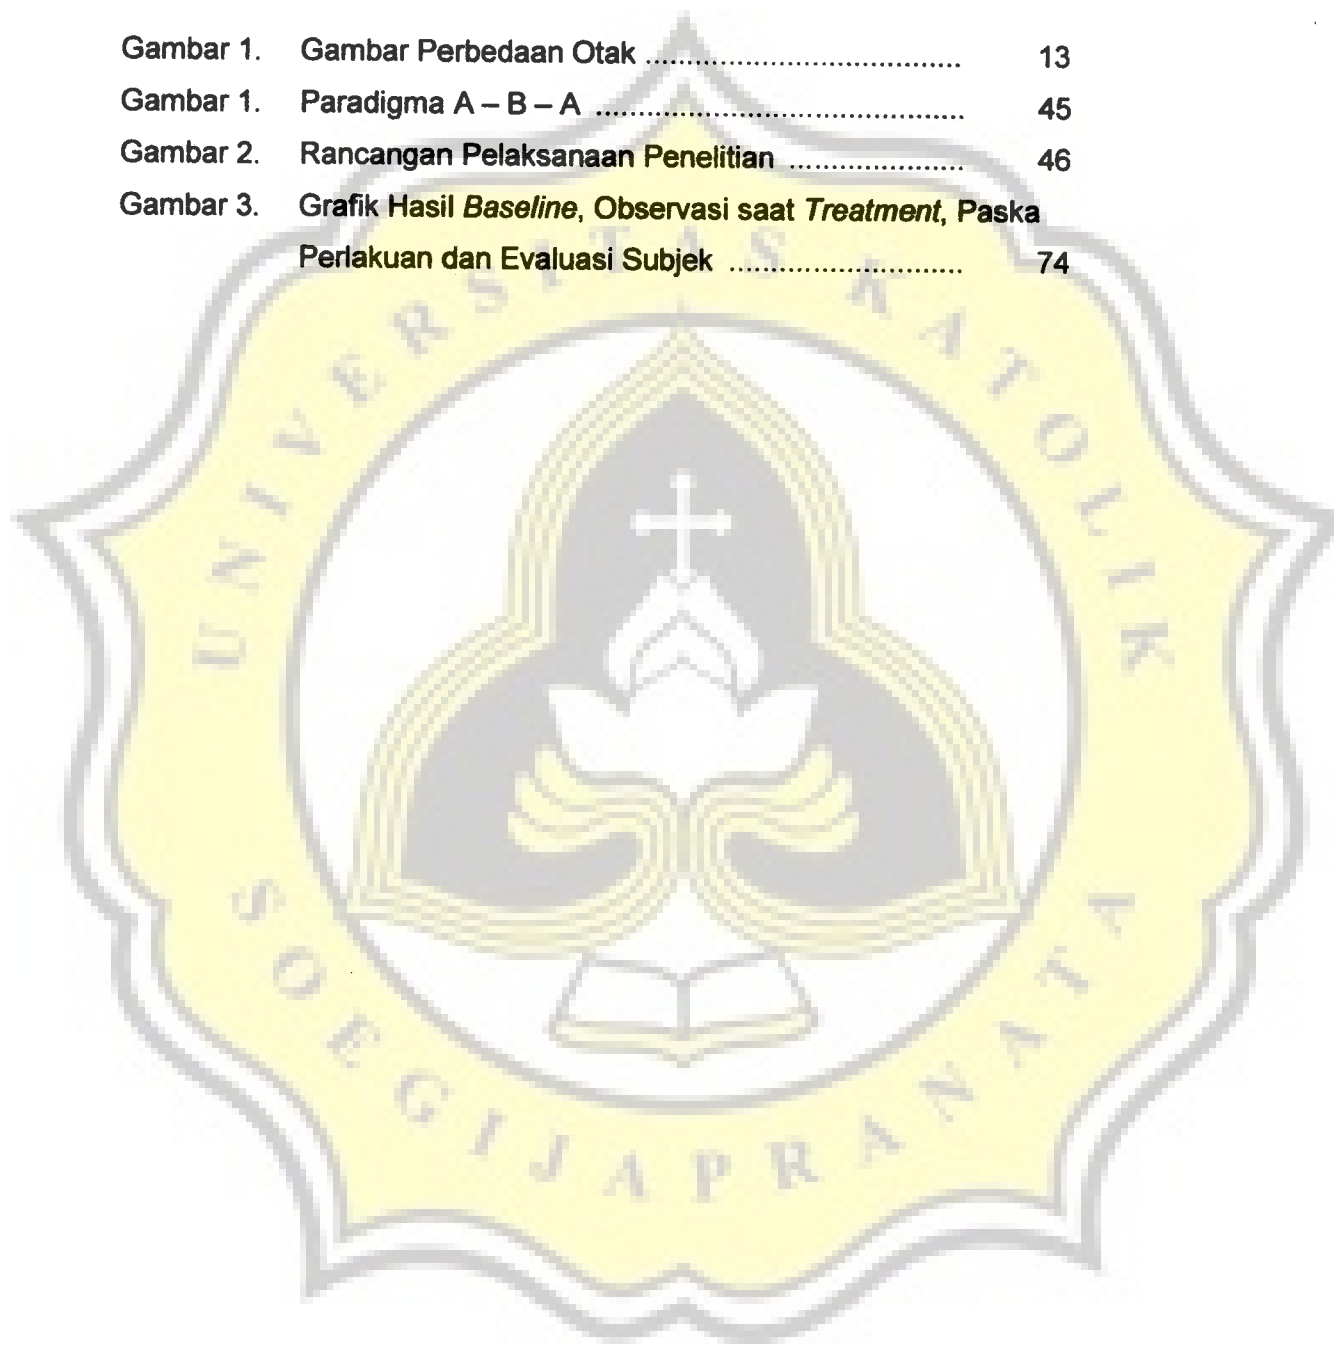 Gambar 1. Gambar Perbedaan Otak ...................................... 13
Gambar 1. Paradigma A – B – A ............................................ 45
Gambar 2. Rancangan Pelaksanaan Penelitian ..................... 46
Gambar 3. Grafik Hasil Baseline, Observasi saat Treatment, Paska
Perlakuan dan Evaluasi Subjek ............................ 74
UNIVERSITAS KATOLIK
SOEGIJAPRANATA